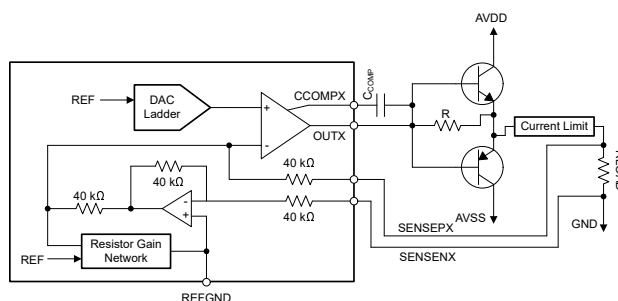 AVDD
CCOMPX
CCOMP
REF
DAC
Ladder
+
-
OUTX
R
Current Limit
40 kΩ
40 kΩ
40 kΩ
40 kΩ
-
+
AVSS
GND
SENSEPX
SENSENX
Resistor Gain
Network
REF
REFGND